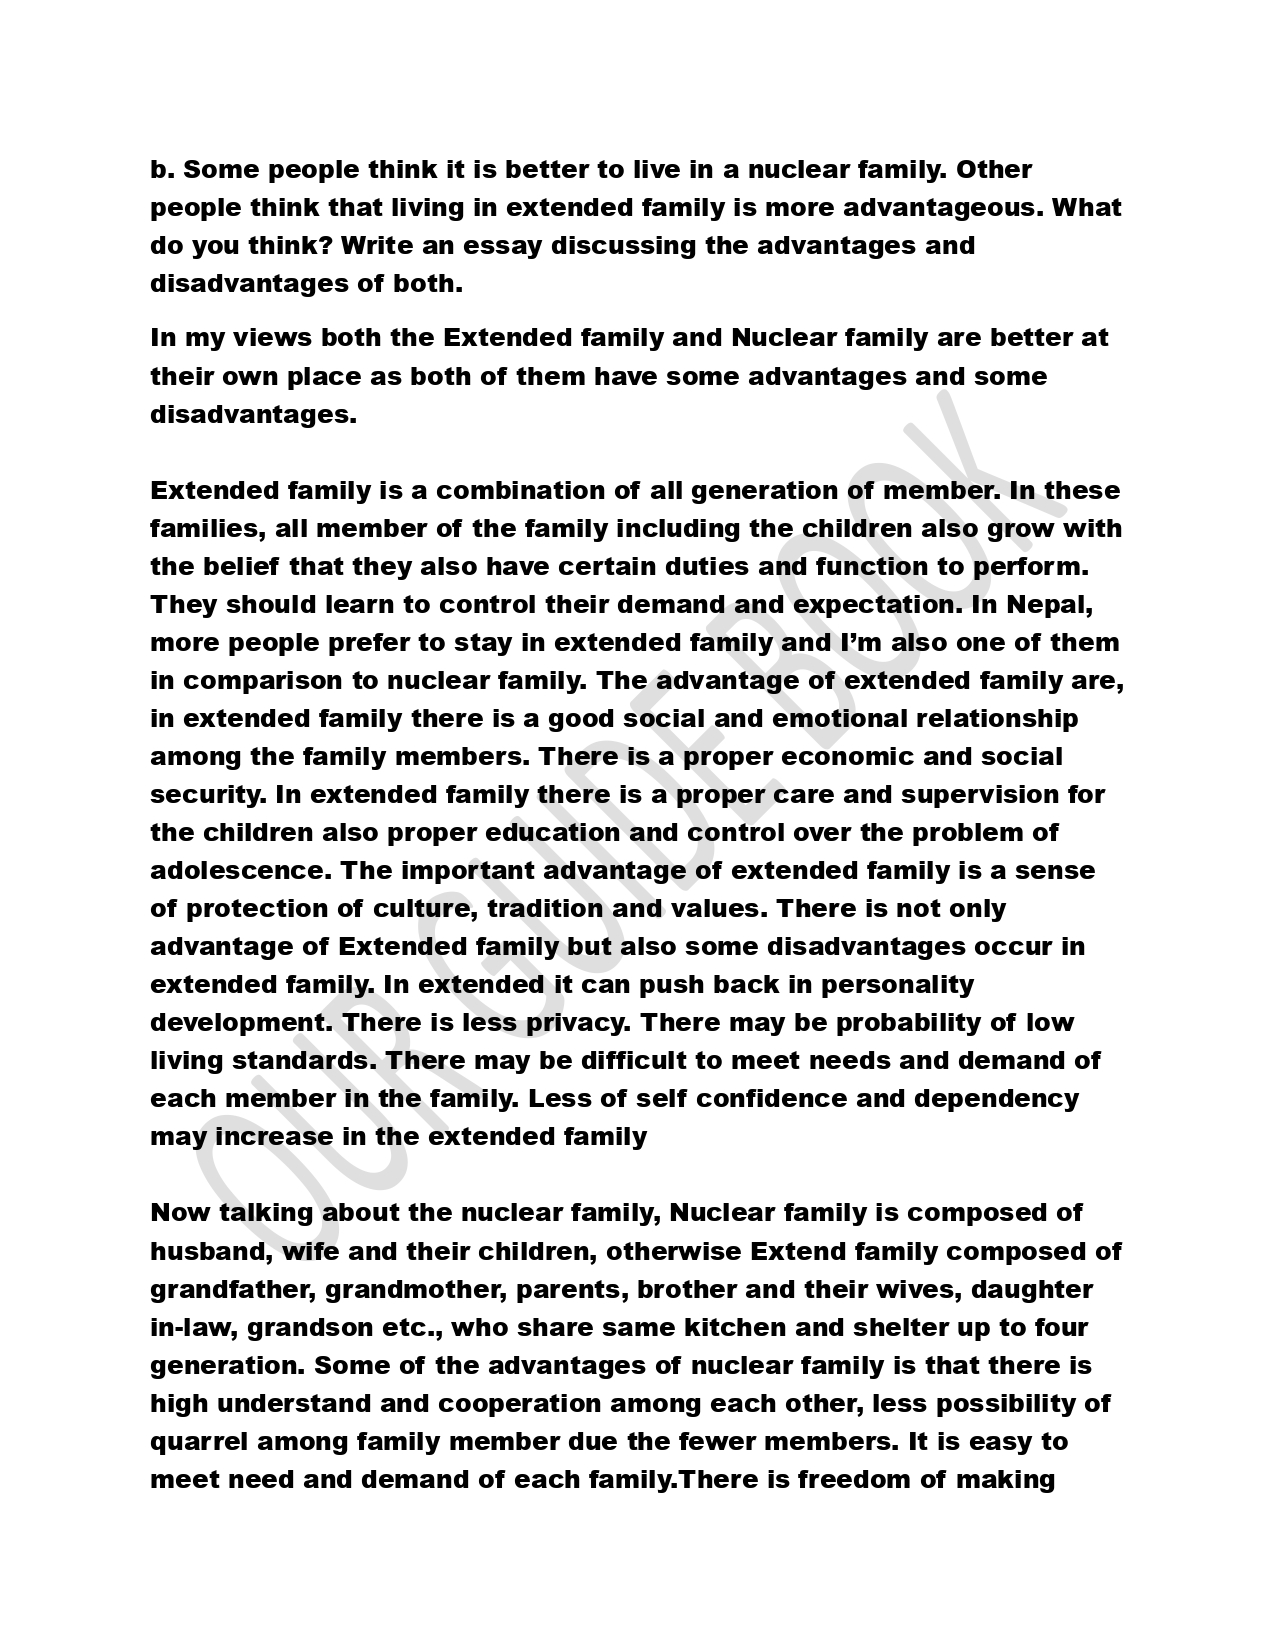 b. Some people think it is better to live in a nuclear family. Other
people think that living in extended family is more advantageous. What
do you think? Write an essay discussing the advantages and
disadvantages of both.
In my views both the Extended family and Nuclear family are better at
their own place as both of them have some advantages and some
disadvantages.
Extended family is a combination of all generation of member. In these
families, all member of the family including the children also grow with
the belief that they also have certain duties and function to perform.
They should learn to control their demand and expectation. In Nepal,
more people prefer to stay in extended family and I’m also one of them
in comparison to nuclear family. The advantage of extended family are,
in extended family there is a good social and emotional relationship
among the family members. There is a proper economic and social
security. In extended family there is a proper care and supervision for
the children also proper education and control over the problem of
adolescence. The important advantage of extended family is a sense
of protection of culture, tradition and values. There is not only
advantage of Extended family but also some disadvantages occur in
extended family. In extended it can push back in personality
development. There is less privacy. There may be probability of low
living standards. There may be difficult to meet needs and demand of
each member in the family. Less of self confidence and dependency
may increase in the extended family
Now talking about the nuclear family, Nuclear family is composed of
husband, wife and their children, otherwise Extend family composed of
grandfather, grandmother, parents, brother and their wives, daughter
in-law, grandson etc., who share same kitchen and shelter up to four
generation. Some of the advantages of nuclear family is that there is
high understand and cooperation among each other, less possibility of
quarrel among family member due the fewer members. It is easy to
meet need and demand of each family.There is freedom of making
OUR GUIDE BOOK